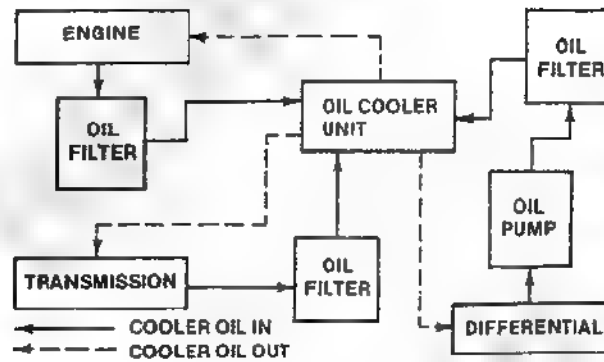 ENGINE
OIL
FILTER
OIL COOLER
UNIT
OIL
FILTER
OIL
PUMP
TRANSMISSION
OIL
FILTER
DIFFERENTIAL
COOLER OIL IN
COOLER OIL OUT